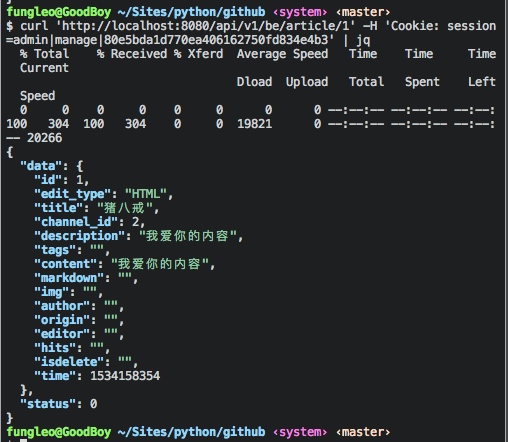 fungleo@GoodBoy ~/Sites/python/github ‹system› ‹master›
$ curl 'http://localhost:8080/api/v1/be/article/1' -H 'Cookie: session
=admin|manage|80e5bda1d770ea406162750fd834e4b3' | jq
% Total % Received % Xferd Average Speed Time Time Time
Current
Dload Upload Total Spent Left
Speed
0 0 0 0 0 0 0 0 --:--:-- --:--:-- --:--:
100 304 100 304 0 0 19821 0 --:--:-- --:--:-- --:--:
-- 20266
{
"data": {
"id": 1,
"edit_type": "HTML",
"title": "猪八戒",
"channel_id": 2,
"description": "我爱你的内容",
"tags": "",
"content": "我爱你的内容",
"markdown": "",
"img": "",
"author": "",
"origin": "",
"editor": "",
"hits": "",
"isdelete": "",
"time": 1534158354
},
"status": 0
}
fungleo@GoodBoy ~/Sites/python/github ‹system› ‹master›